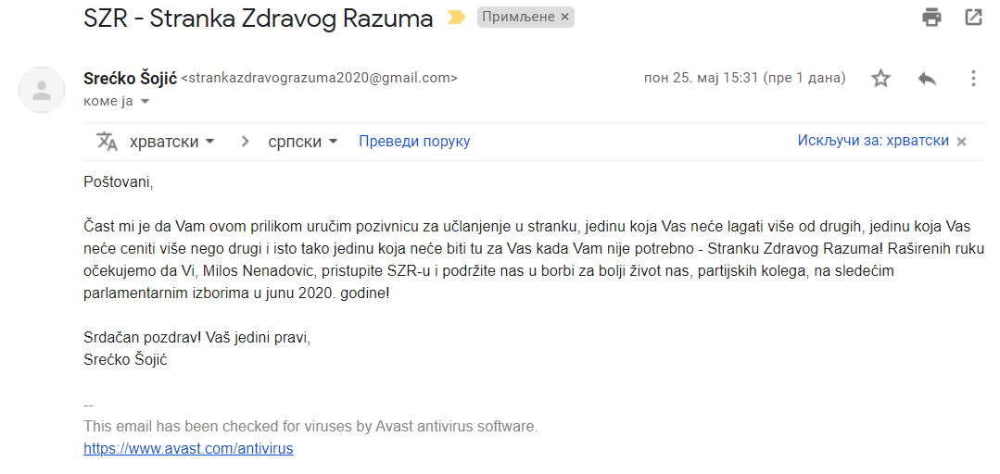 SZR - Stranka Zdravog Razuma Примљене ×
Srećko Šojić <strankazdravograzuma2020@gmail.com> пон 25. мај 15:31 (пре 1 дана)
коме ја
хрватски > српски Преведи поруку Искључи за: хрватски ×
Poštovani,
Čast mi je da Vam ovom prilikom uručim pozivnicu za učlanjenje u stranku, jedinu koja Vas neće lagati više od drugih, jedinu koja Vas
neće ceniti više nego drugi i isto tako jedinu koja neće biti tu za Vas kada Vam nije potrebno - Stranku Zdravog Razuma! Raširenih ruku
očekujemo da Vi, Milos Nenadovic, pristupite SZR-u i podržite nas u borbi za bolji život nas, partijskih kolega, na sledećim
parlamentarnim izborima u junu 2020. godine!
Srdačan pozdrav! Vaš jedini pravi,
Srećko Šojić
--
This email has been checked for viruses by Avast antivirus software.
https://www.avast.com/antivirus